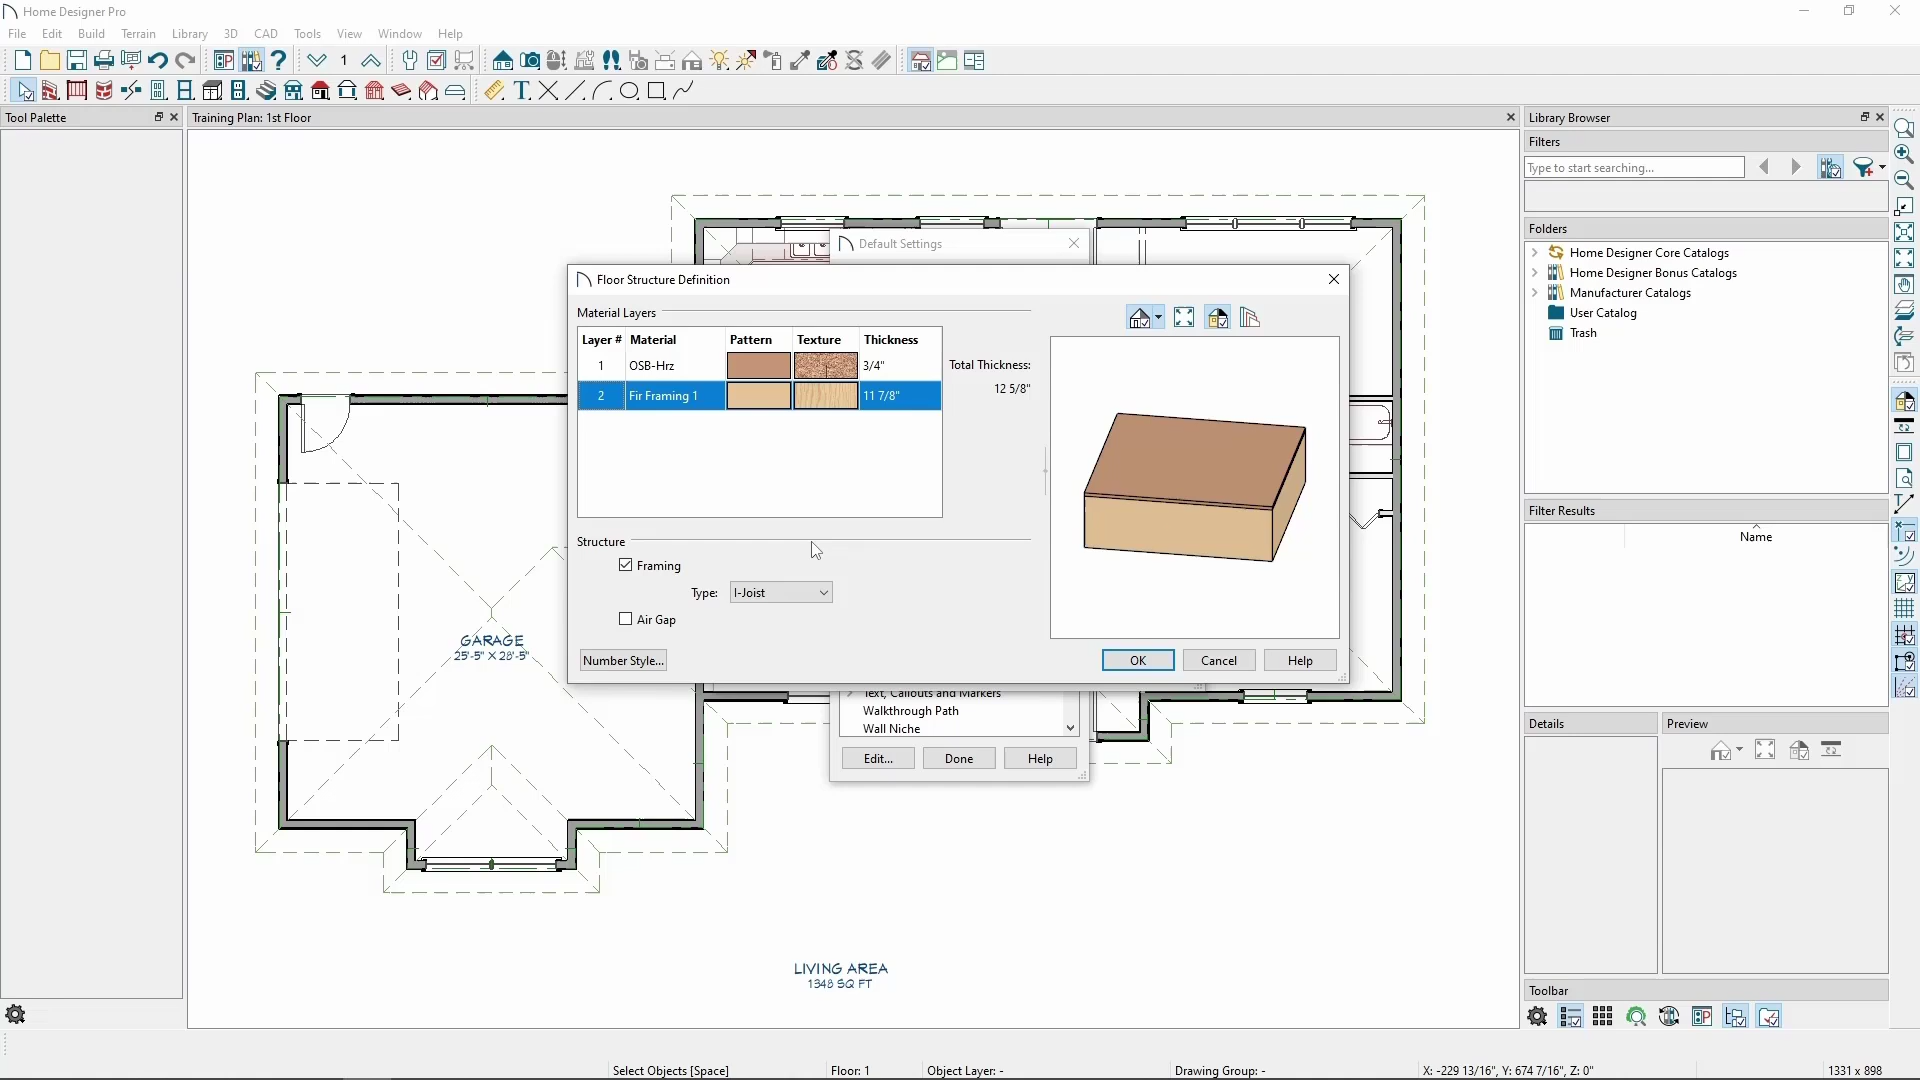 Home Designer Pro
File Edit Build Terrain Library 3D CAD Tools View Window Help
1
Tool Palette
Training Plan: 1st Floor
Library Browser
Filters
Type to start searching...
Folders
Home Designer Core Catalogs
Home Designer Bonus Catalogs
Manufacturer Catalogs
User Catalog
Trash
Filter Results
Name
Details
Preview
Toolbar
Default Settings
Floor Structure Definition
Material Layers
Layer # Material Pattern Texture Thickness
1 OSB-Hrz 3/4"
2 Fir Framing 1 11 7/8"
Total Thickness:
12 5/8"
Structure
Framing
Type: I-Joist
Air Gap
Number Style...
OK Cancel Help
Text, Callouts and Markers
Walkthrough Path
Wall Niche
Edit... Done Help
GARAGE
25'-5" X 28'-5"
LIVING AREA
1348 SQ FT
Select Objects [Space] Floor: 1 Object Layer: - Drawing Group: - X: -229 13/16", Y: 674 7/16", Z: 0" 1331 x 898